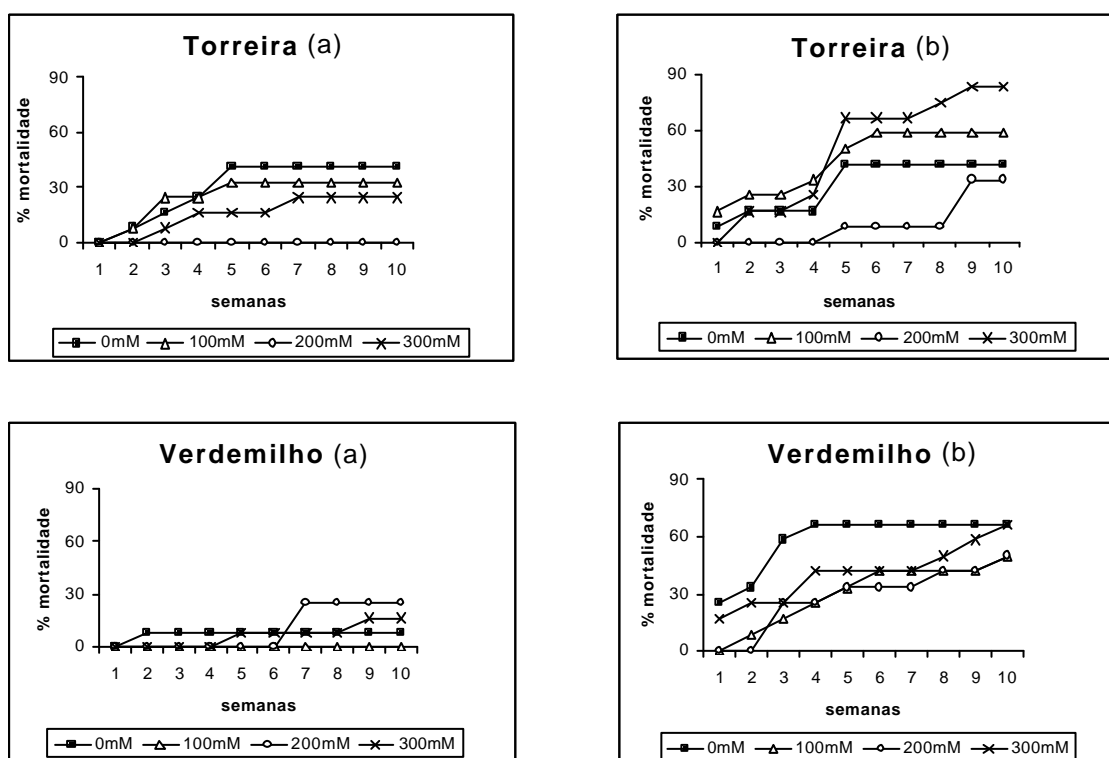 Torreira (a)
% mortalidade
90
60
30
0
1 2 3 4 5 6 7 8 9 10
semanas
0mM 100mM 200mM 300mM
Torreira (b)
% mortalidade
90
60
30
0
1 2 3 4 5 6 7 8 9 10
semanas
0mM 100mM 200mM 300mM
Verdemilho (a)
% mortalidade
90
60
30
0
1 2 3 4 5 6 7 8 9 10
semanas
0mM 100mM 200mM 300mM
Verdemilho (b)
% mortalidade
90
60
30
0
1 2 3 4 5 6 7 8 9 10
semanas
0mM 100mM 200mM 300mM